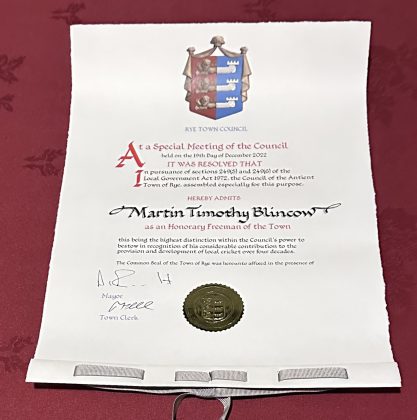 RYE TOWN COUNCIL
At a Special Meeting of the Council
held on the 19th Day of December 2022
IT WAS RESOLVED THAT
In pursuance of sections 249(5) and 249(6) of the
Local Government Act 1972, the Council of the Antient
Town of Rye, assembled especially for this purpose,
HEREBY ADMITS
Martin Timothy Blincow
as an Honorary Freeman of the Town
this being the highest distinction within the Council's power to
bestow in recognition of his considerable contribution to the
provision and development of local cricket over four decades.
The Common Seal of the Town of Rye was hereunto affixed in the presence of
Mayor
Town Clerk